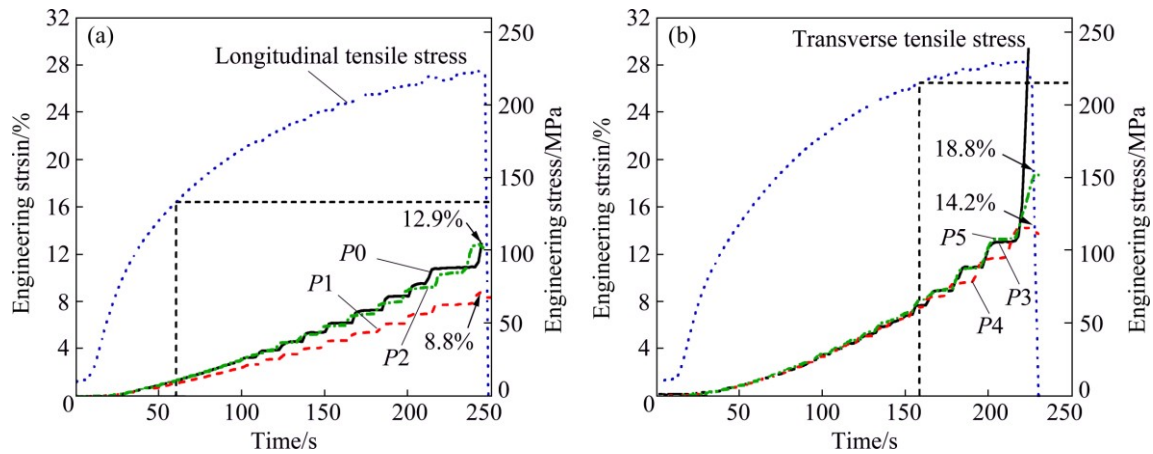 (a)
Longitudinal tensile stress
12.9%
P0
P1
P2
8.8%
32
28
24
20
16
12
8
4
0
Engineering strsin/%
250
200
150
100
50
0
Engineering stress/MPa
50
100
150
200
250
Time/s
(b)
Transverse tensile stress
18.8%
14.2%
P5
P3
P4
32
28
24
20
16
12
8
4
0
Engineering strsin/%
250
200
150
100
50
0
Engineering stress/MPa
50
100
150
200
250
Time/s